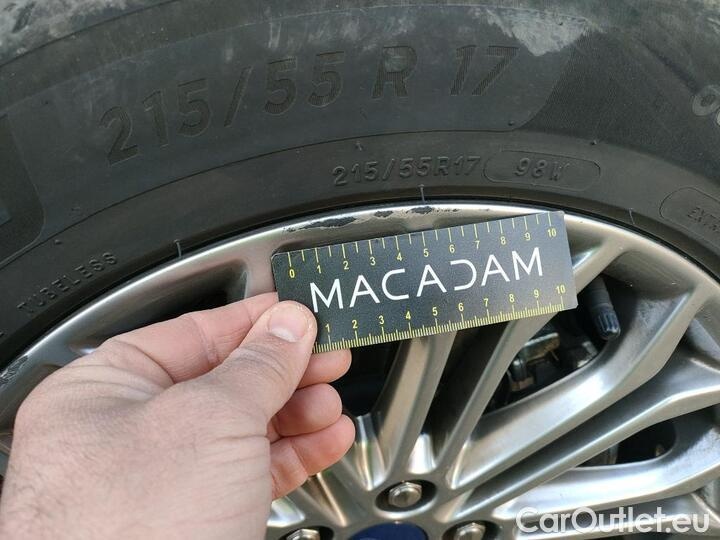 215/55 R 17
215/55R17 98W
TUBELESS
0 1 2 3 4 5 6 7 8 9 10
MACADAM
1 2 3 4 5 6 7 8 9 10
CarOutlet.eu